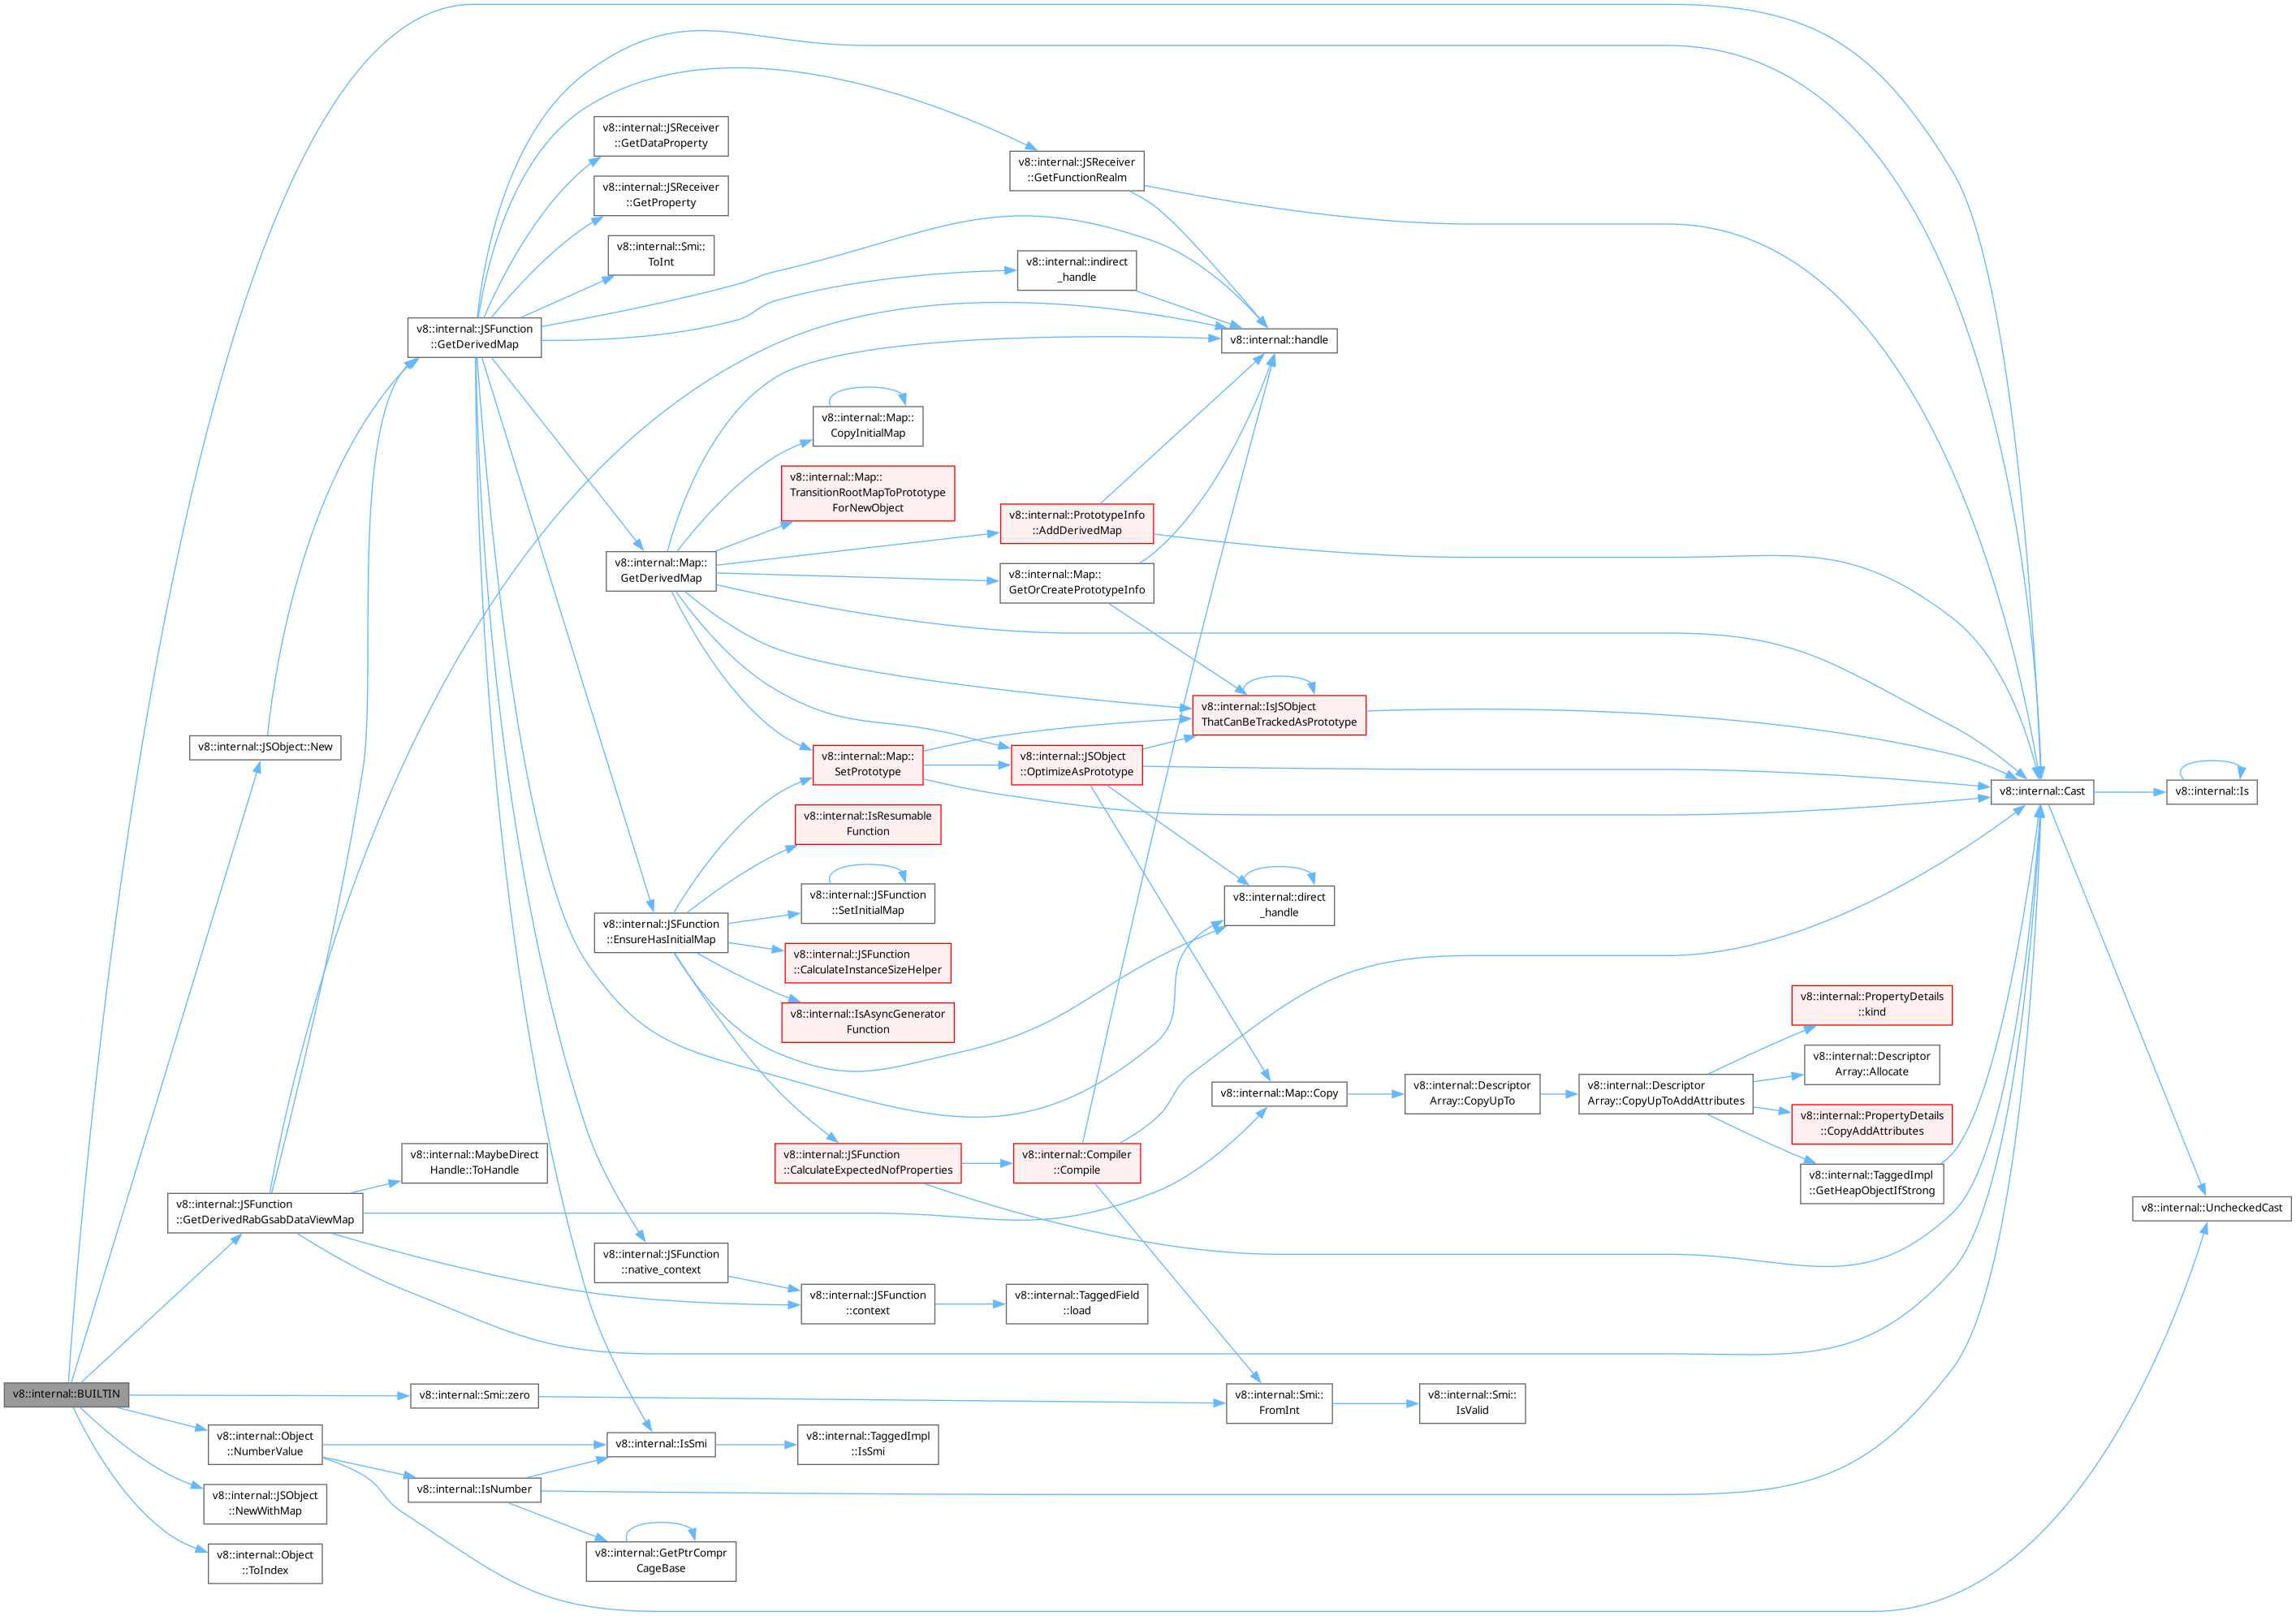 v8::internal::JSReceiver
::GetDataProperty
v8::internal::JSReceiver
::GetFunctionRealm
v8::internal::JSReceiver
::GetProperty
v8::internal::Smi::
ToInt
v8::internal::indirect
_handle
v8::internal::JSFunction
::GetDerivedMap
v8::internal::handle
v8::internal::Map::
CopyInitialMap
v8::internal::Map::
TransitionRootMapToPrototype
ForNewObject
v8::internal::PrototypeInfo
::AddDerivedMap
v8::internal::Map::
GetDerivedMap
v8::internal::Map::
GetOrCreatePrototypeInfo
v8::internal::IsJSObject
ThatCanBeTrackedAsPrototype
v8::internal::JSObject::New
v8::internal::Map::
SetPrototype
v8::internal::JSObject
::OptimizeAsPrototype
v8::internal::Cast
v8::internal::Is
v8::internal::IsResumable
Function
v8::internal::JSFunction
::SetInitialMap
v8::internal::direct
_handle
v8::internal::JSFunction
::EnsureHasInitialMap
v8::internal::JSFunction
::CalculateInstanceSizeHelper
v8::internal::IsAsyncGenerator
Function
v8::internal::PropertyDetails
::kind
v8::internal::Descriptor
Array::Allocate
v8::internal::Map::Copy
v8::internal::Descriptor
Array::CopyUpTo
v8::internal::Descriptor
Array::CopyUpToAddAttributes
v8::internal::PropertyDetails
::CopyAddAttributes
v8::internal::MaybeDirect
Handle::ToHandle
v8::internal::JSFunction
::CalculateExpectedNofProperties
v8::internal::Compiler
::Compile
v8::internal::TaggedImpl
::GetHeapObjectIfStrong
v8::internal::JSFunction
::GetDerivedRabGsabDataViewMap
v8::internal::UncheckedCast
v8::internal::JSFunction
::native_context
v8::internal::JSFunction
::context
v8::internal::TaggedField
::load
v8::internal::BUILTIN
v8::internal::Smi::zero
v8::internal::Smi::
FromInt
v8::internal::Smi::
IsValid
v8::internal::Object
::NumberValue
v8::internal::IsSmi
v8::internal::TaggedImpl
::IsSmi
v8::internal::JSObject
::NewWithMap
v8::internal::IsNumber
v8::internal::Object
::ToIndex
v8::internal::GetPtrCompr
CageBase